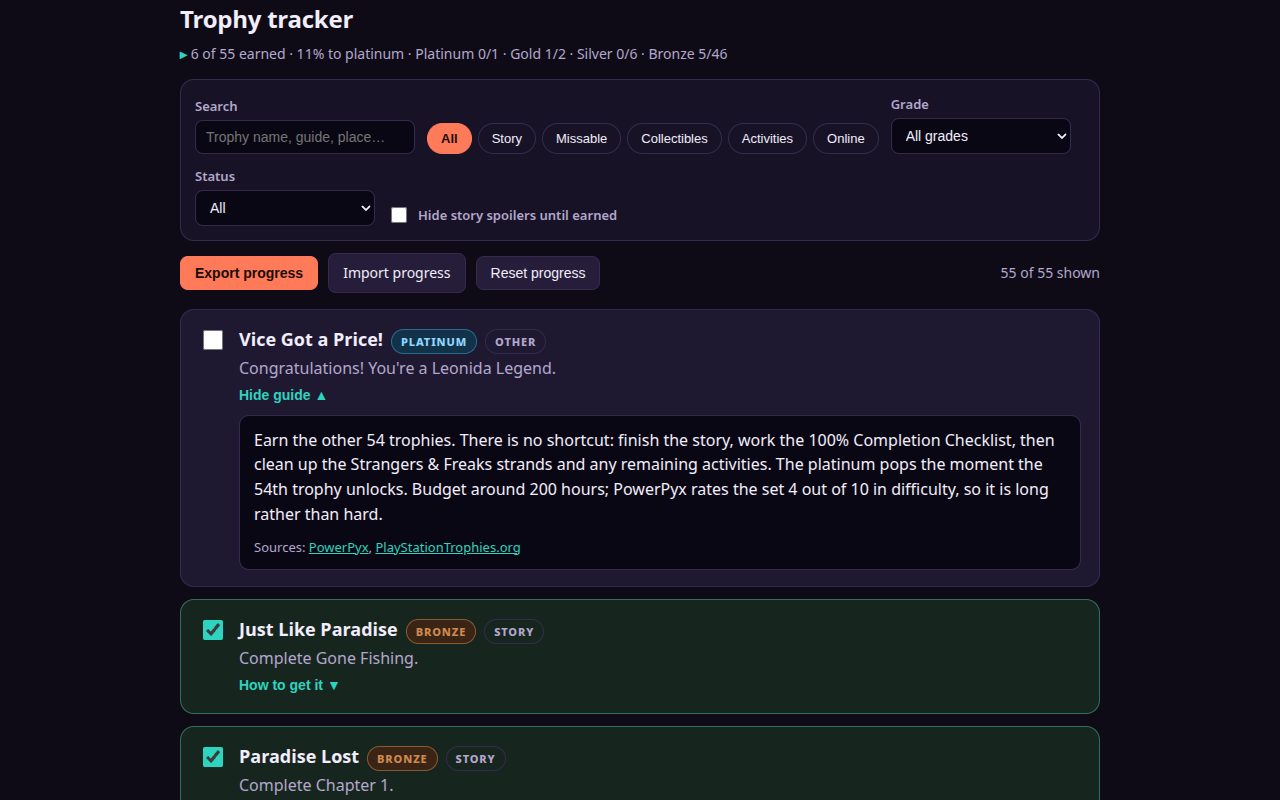 Trophy tracker
▸ 6 of 55 earned · 11% to platinum · Platinum 0/1 · Gold 1/2 · Silver 0/6 · Bronze 5/46
Search
Trophy name, guide, place…
All
Story
Missable
Collectibles
Activities
Online
Grade
All grades
Status
All
Hide story spoilers until earned
Export progress
Import progress
Reset progress
55 of 55 shown
Vice Got a Price! PLATINUM OTHER
Congratulations! You're a Leonida Legend.
Hide guide ▲
Earn the other 54 trophies. There is no shortcut: finish the story, work the 100% Completion Checklist, then
clean up the Strangers & Freaks strands and any remaining activities. The platinum pops the moment the
54th trophy unlocks. Budget around 200 hours; PowerPyx rates the set 4 out of 10 in difficulty, so it is long
rather than hard.
Sources: PowerPyx, PlayStationTrophies.org
Just Like Paradise BRONZE STORY
Complete Gone Fishing.
How to get it ▼
Paradise Lost BRONZE STORY
Complete Chapter 1.